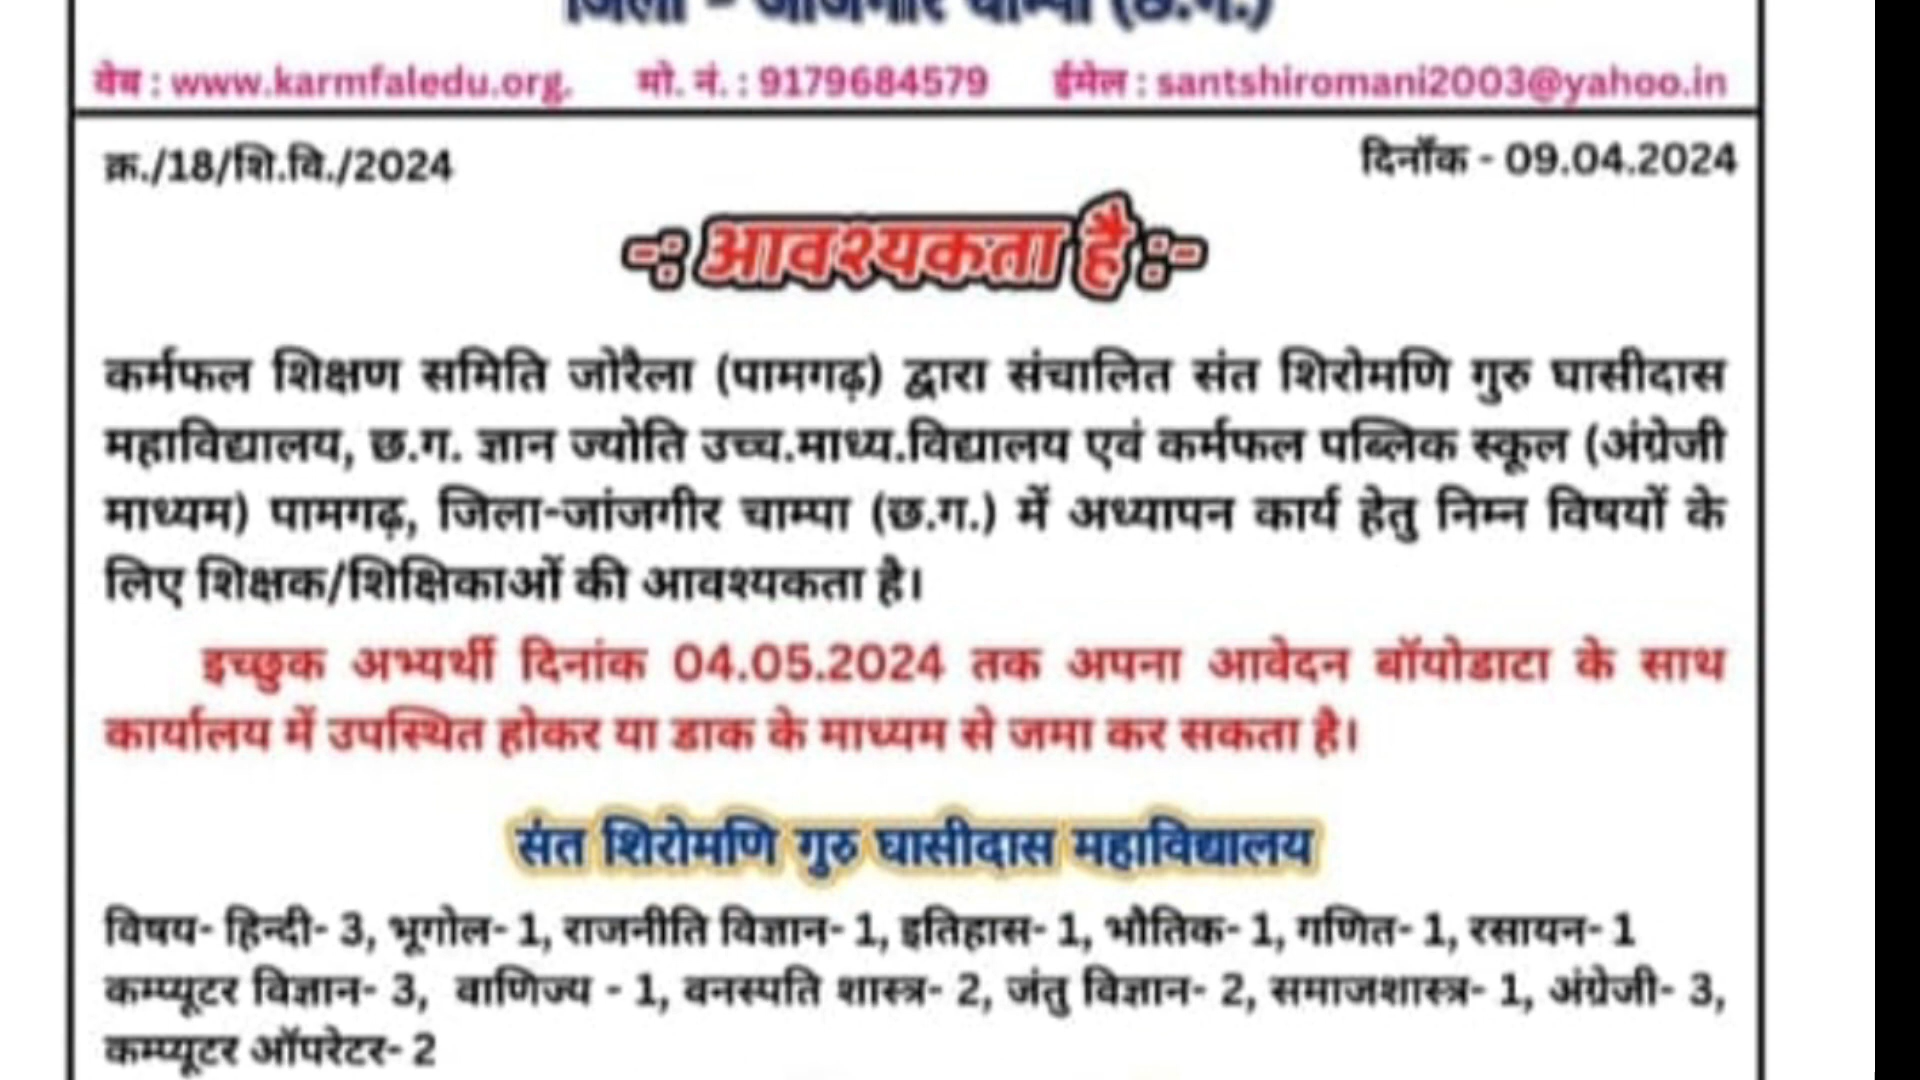 जिला - जांजगीर चाम्पा (छ.ग.)
वेब : www.karmfaledu.org. मो. नं. : 9179684579 ईमेल : santshiromani2003@yahoo.in
क्र./18/शि.वि./2024 दिनॉक - 09.04.2024
-: आवश्यकता है :-
कर्मफल शिक्षण समिति जोरैला (पामगढ़) द्वारा संचालित संत शिरोमणि गुरु घासीदास
महाविद्यालय, छ.ग. ज्ञान ज्योति उच्च.माध्य.विद्यालय एवं कर्मफल पब्लिक स्कूल (अंग्रेजी
माध्यम) पामगढ़, जिला-जांजगीर चाम्पा (छ.ग.) में अध्यापन कार्य हेतु निम्न विषयों के
लिए शिक्षक/शिक्षिकाओं की आवश्यकता है।
इच्छुक अभ्यर्थी दिनांक 04.05.2024 तक अपना आवेदन बॉयोडाटा के साथ
कार्यालय में उपस्थित होकर या डाक के माध्यम से जमा कर सकता है।
संत शिरोमणि गुरु घासीदास महाविद्यालय
विषय- हिन्दी- 3, भूगोल- 1, राजनीति विज्ञान- 1, इतिहास- 1, भौतिक- 1, गणित- 1, रसायन- 1
कम्प्यूटर विज्ञान- 3, वाणिज्य - 1, वनस्पति शास्त्र- 2, जंतु विज्ञान- 2, समाजशास्त्र- 1, अंग्रेजी- 3,
कम्प्यूटर ऑपरेटर- 2